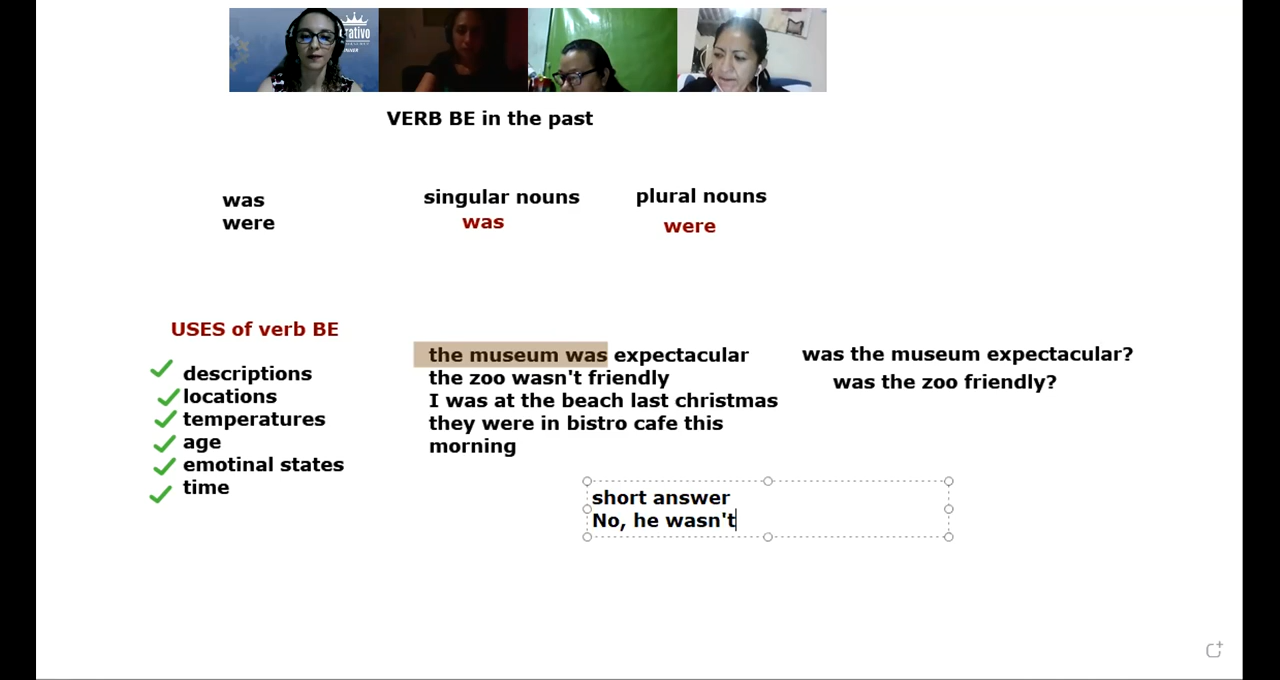 rativo
VERB BE in the past
was
were
singular nouns
was
plural nouns
were
USES of verb BE
descriptions
locations
temperatures
age
emotinal states
time
the museum was expectacular
the zoo wasn't friendly
I was at the beach last christmas
they were in bistro cafe this
morning
was the museum expectacular?
was the zoo friendly?
short answer
No, he wasn't